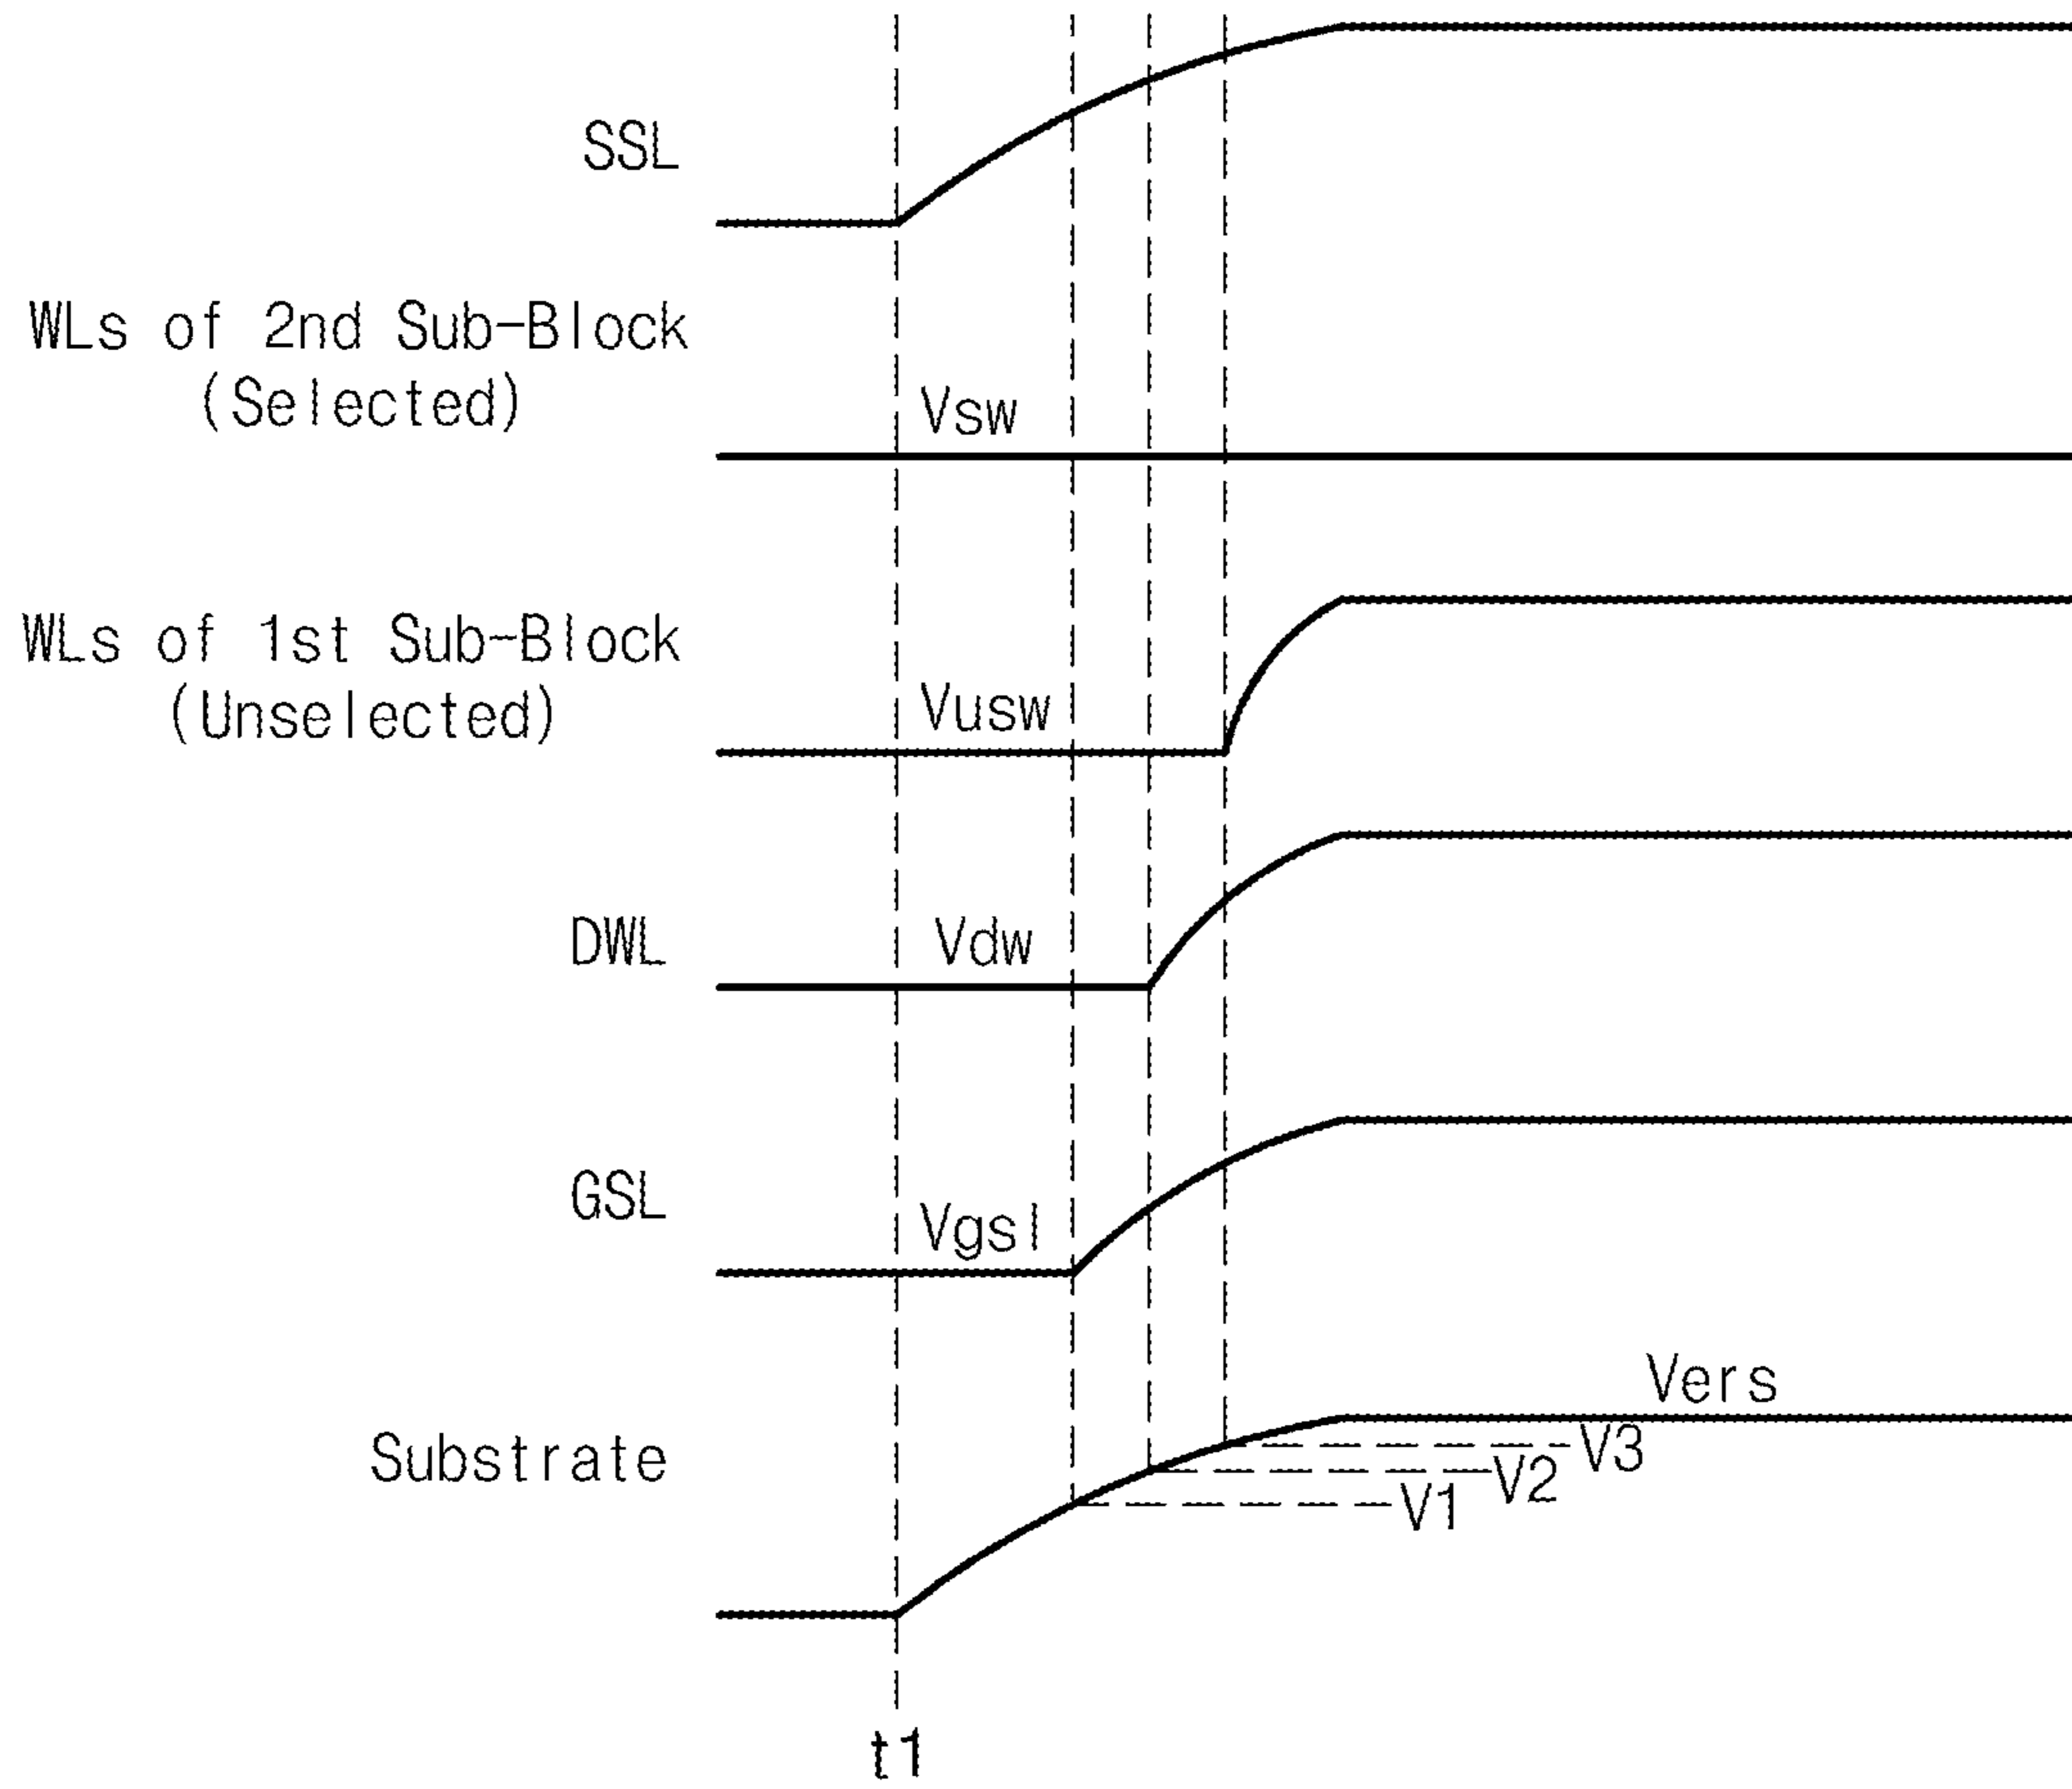 SSL
WLs of 2nd Sub-Block
(Selected)
Vsw
WLs of 1st Sub-Block
(Unselected)
Vusw
DWL
Vdw
GSL
Vgsl
Substrate
Vers
V3
V2
V1
t1